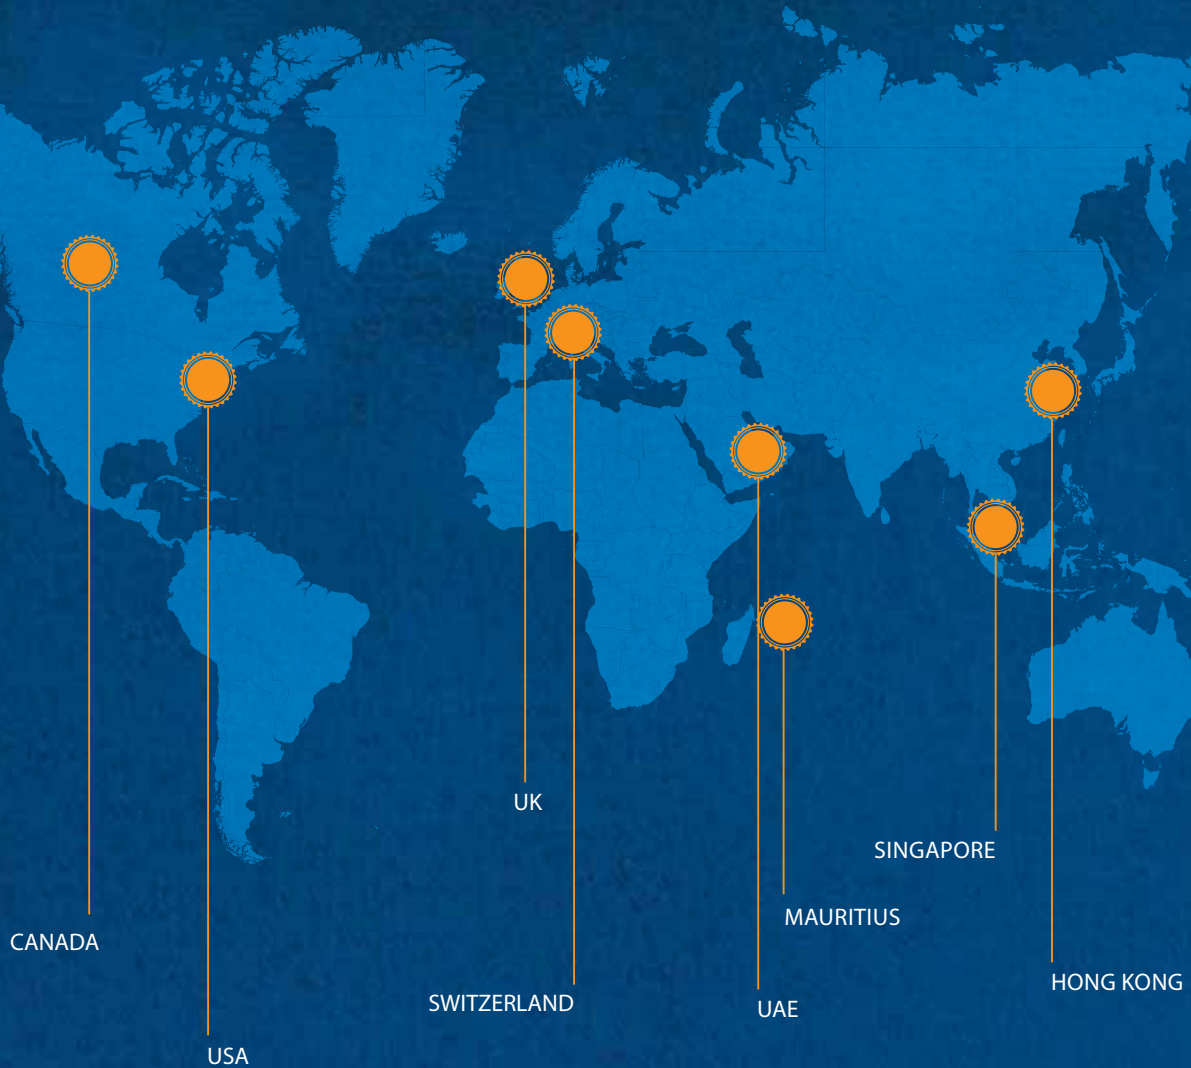 UK
SINGAPORE
MAURITIUS
CANADA
HONG KONG
SWITZERLAND
UAE
USA